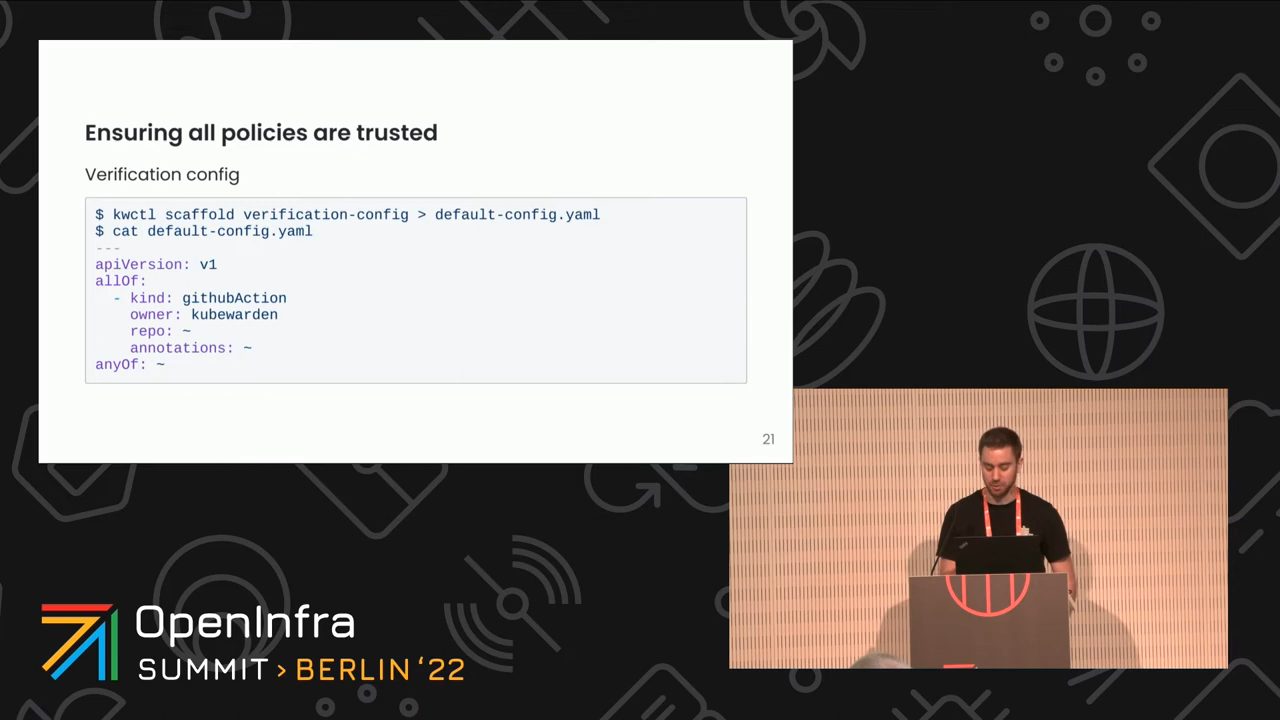 Ensuring all policies are trusted
Verification config
$ kwctl scaffold verification-config > default-config.yaml
$ cat default-config.yaml
---
apiVersion: v1
allOf:
  - kind: githubAction
    owner: kubewarden
    repo: ~
    annotations: ~
anyOf: ~
21
OpenInfra
SUMMIT > BERLIN ‘22